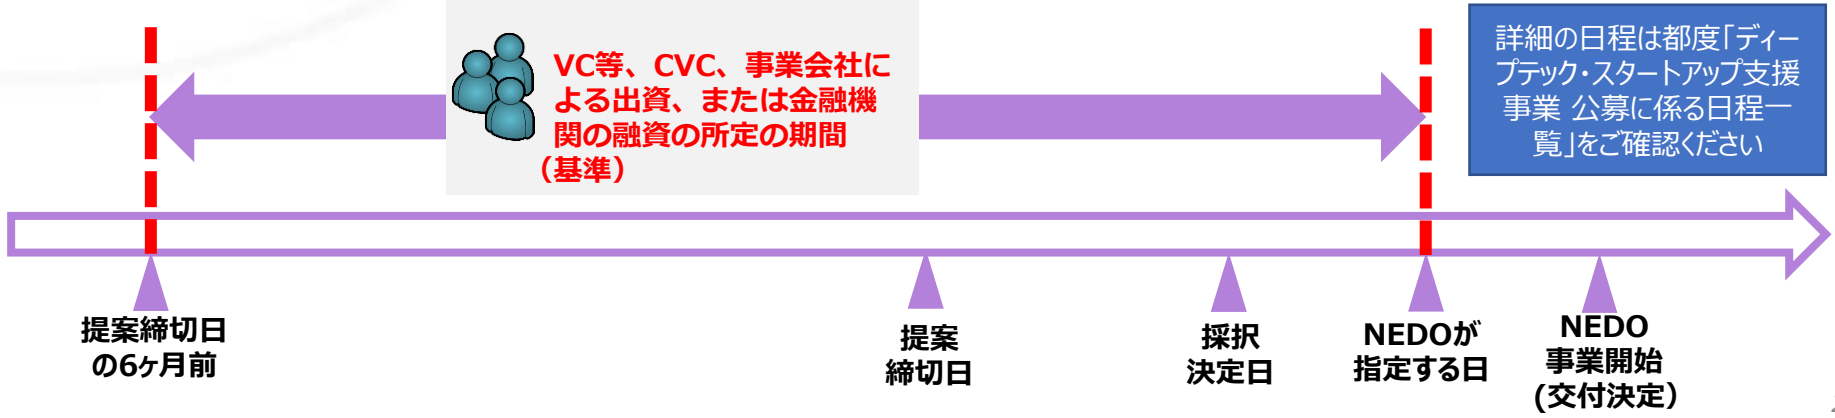 VC等、CVC、事業会社に
よる出資、または金融機
関の融資の所定の期間
（基準）
詳細の日程は都度「ディー
プテック・スタートアップ支援
事業 公募に係る日程一
覧」をご確認ください
提案締切日
の6ヶ月前
提案
締切日
採択
決定日
NEDOが
指定する日
NEDO
事業開始
(交付決定）